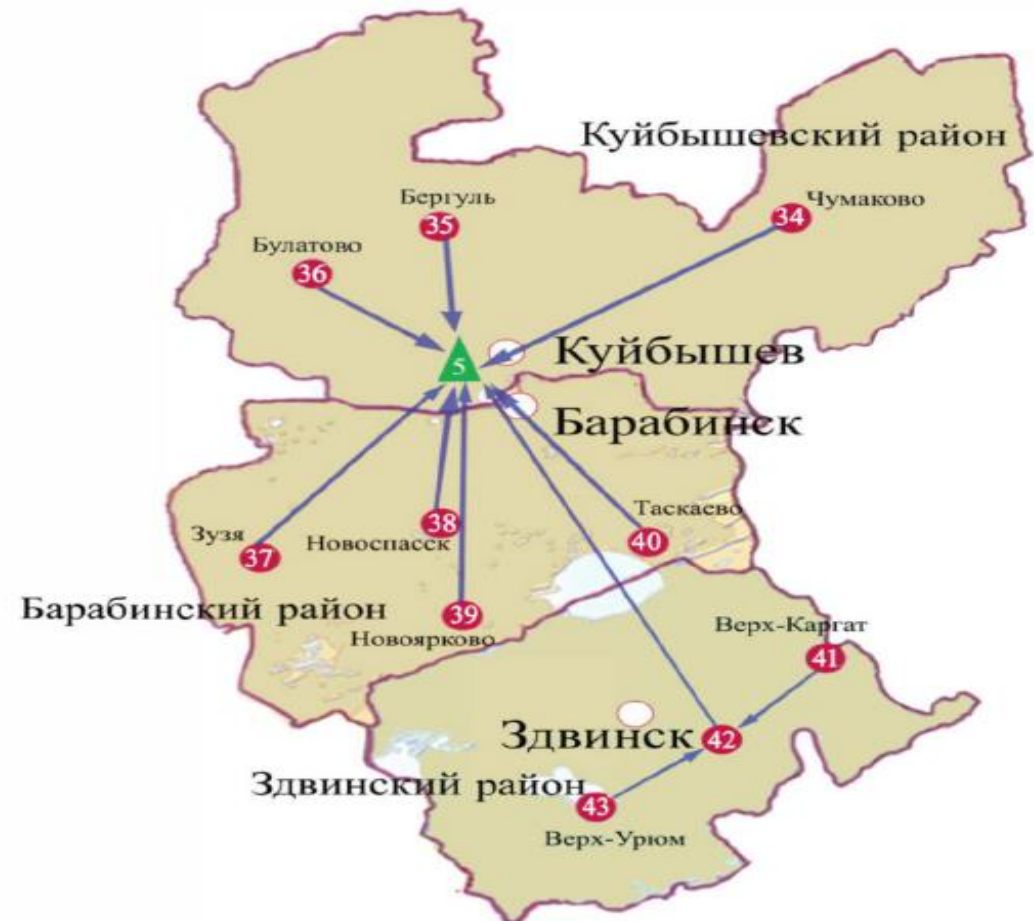 Куйбышевский район
Бергуль
35
Чумаково
34
Булатово
36
5
Куйбышев
Барабинск
Таскаево
40
38
Новоспасск
Зузя
37
Барабинский район
39
Новоярково
Верх-Каргат
41
Здвинск
42
Здвинский район
43
Верх-Урюм